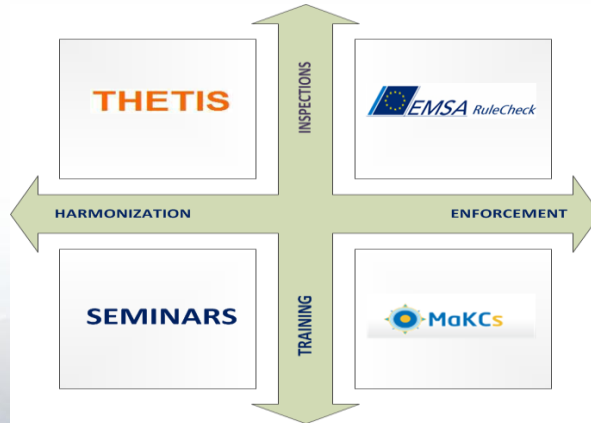 THETIS
INSPECTIONS
EMSA RuleCheck
HARMONIZATION
ENFORCEMENT
SEMINARS
TRAINING
MaKCs